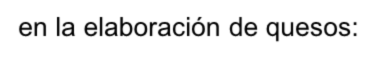 en la elaboración de quesos: